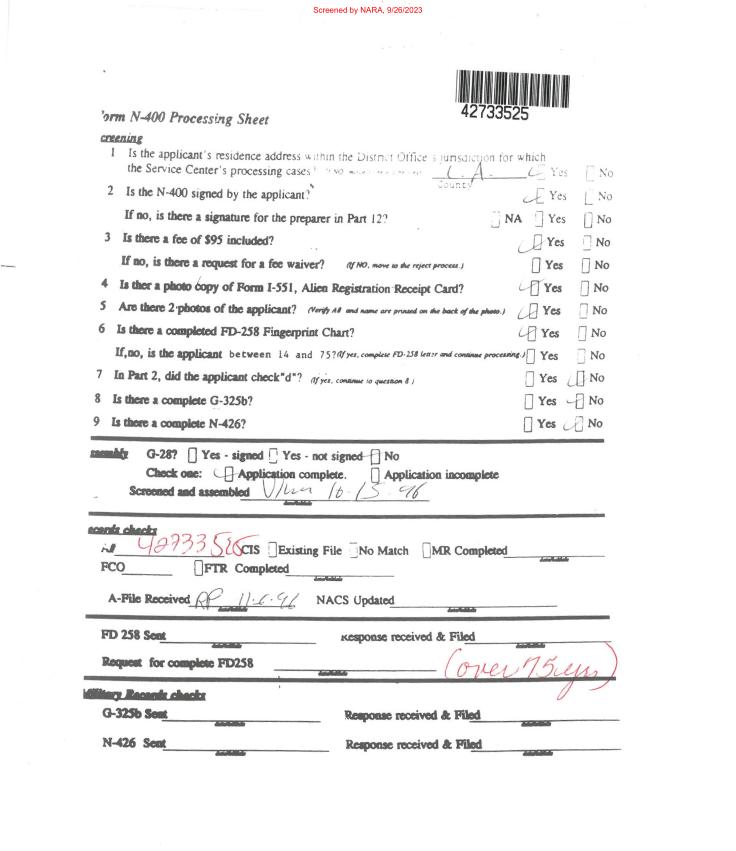 Screened by NARA, 9/26/2023
42733525
orm N-400 Processing Sheet
creening
1 Is the applicant's residence address within the District Office's jurisdiction for which
the Service Center's processing cases? L.A. Yes No
County
2 Is the N-400 signed by the applicant? Yes No
If no, is there a signature for the preparer in Part 12? NA Yes No
3 Is there a fee of $95 included? Yes No
If no, is there a request for a fee waiver? (If NO, move to the reject process.) Yes No
4 Is ther a photo copy of Form I-551, Alien Registration Receipt Card? Yes No
5 Are there 2 photos of the applicant? (Verify A# and name are printed on the back of the photo.) Yes No
6 Is there a completed FD-258 Fingerprint Chart? Yes No
If,no, is the applicant between 14 and 75?(If yes, complete FD-258 letter and continue processing.) Yes No
7 In Part 2, did the applicant check"d"? (If yes, continue to question 8) Yes No
8 Is there a complete G-325b? Yes No
9 Is there a complete N-426? Yes No
ssembly G-28? Yes - signed Yes - not signed No
Check one: Application complete. Application incomplete
Screened and assembled 10-15-96
ecords checks
42733525 CIS Existing File No Match MR Completed
FCO FTR Completed
A-File Received RP 11-6-96 NACS Updated
FD 258 Sent Response received & Filed
Request for complete FD258 (over 75 yrs)
Military Records checks
G-325b Sent Response received & Filed
N-426 Sent Response received & Filed